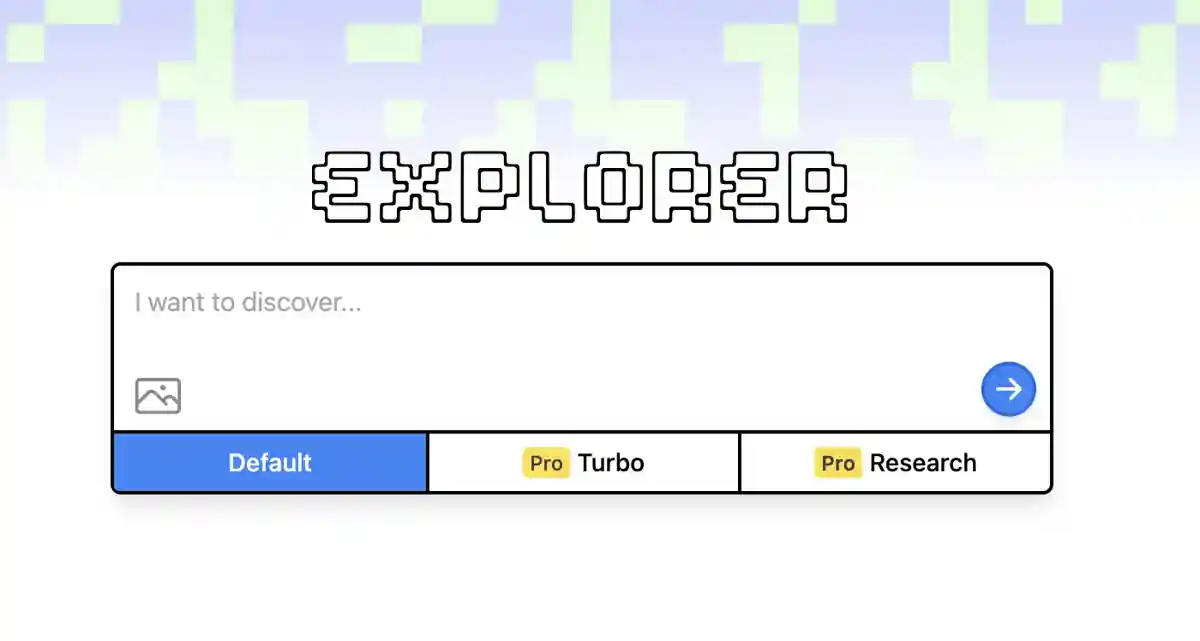 EXPLORER
I want to discover...
Default
Pro Turbo
Pro Research